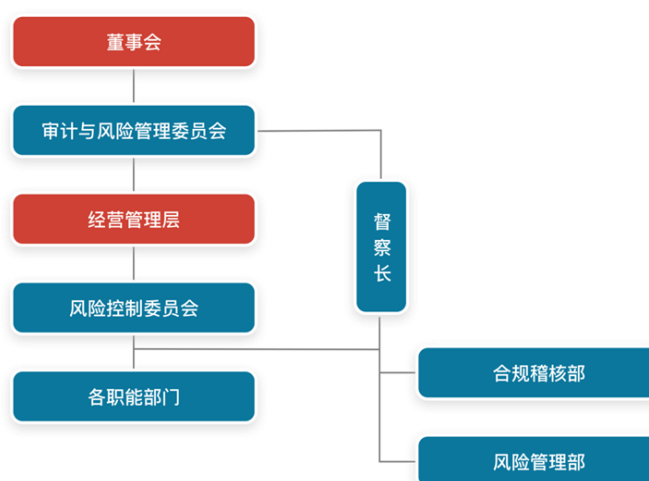 董事会
审计与风险管理委员会
经营管理层
督察长
风险控制委员会
合规稽核部
各职能部门
风险管理部